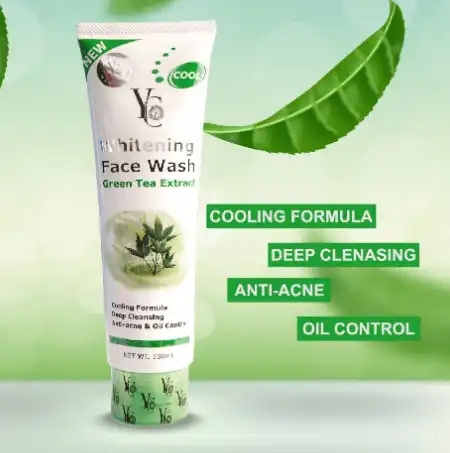 NEW
COOL
YC
Whitening
Face Wash
Green Tea Extract
Cooling Formula
Deep Cleansing
Anti-acne & Oil Control
NET WT.
COOLING FORMULA
DEEP CLENASING
ANTI-ACNE
OIL CONTROL
YC